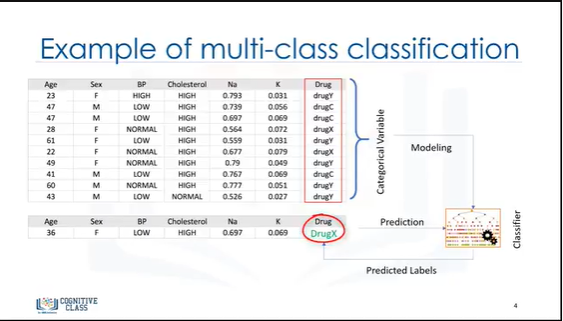 Example of multi-class classification
Age Sex BP Cholesterol Na K Drug
23 F HIGH HIGH 0.793 0.031 drugY
47 M LOW HIGH 0.739 0.056 drugC
47 M LOW HIGH 0.697 0.069 drugC
28 F NORMAL HIGH 0.564 0.072 drugX
61 F LOW HIGH 0.559 0.031 drugY
22 F NORMAL HIGH 0.677 0.079 drugX
49 F NORMAL HIGH 0.79 0.049 drugY
41 M LOW HIGH 0.767 0.069 drugC
60 M NORMAL HIGH 0.777 0.051 drugY
43 M LOW NORMAL 0.526 0.027 drugY
Categorical Variable
Modeling
Age Sex BP Cholesterol Na K Drug
36 F LOW HIGH 0.697 0.069 DrugX
Prediction
Classifier
Predicted Labels
COGNITIVE
CLASS
4